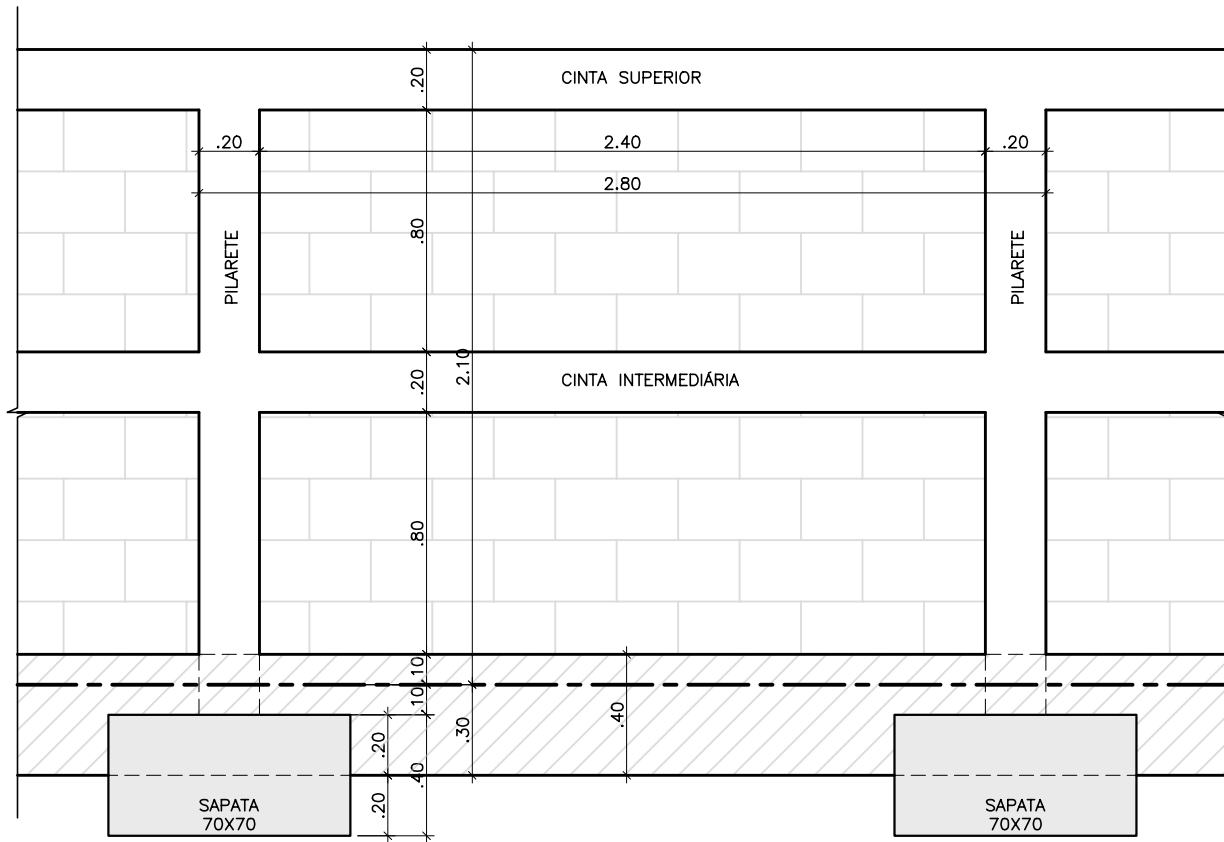 .20
CINTA SUPERIOR
.20
2.40
.20
2.80
.80
PILARETE
PILARETE
.20
2.10
CINTA INTERMEDIÁRIA
.80
.10
.10
.20
.30
.40
.40
.20
SAPATA
70X70
SAPATA
70X70